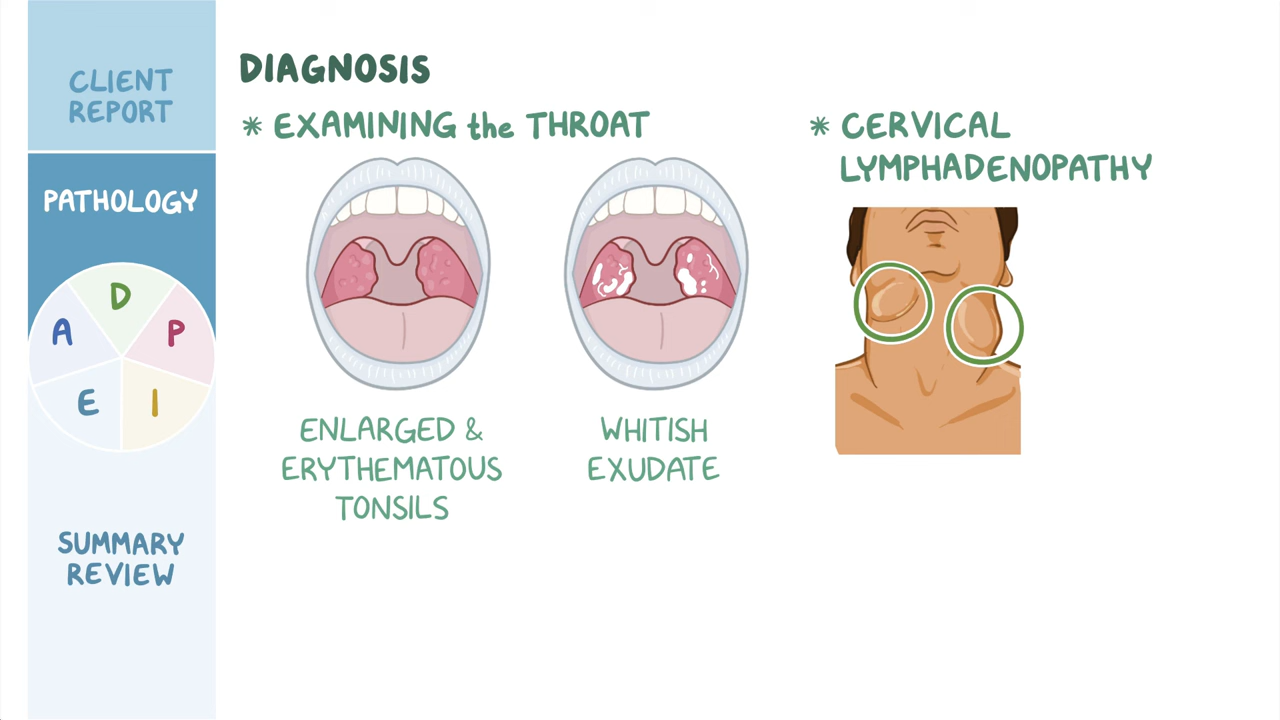 CLIENT
REPORT
PATHOLOGY
D
A
P
E
I
SUMMARY
REVIEW
DIAGNOSIS
* EXAMINING the THROAT
ENLARGED &
ERYTHEMATOUS
TONSILS
WHITISH
EXUDATE
* CERVICAL
LYMPHADENOPATHY